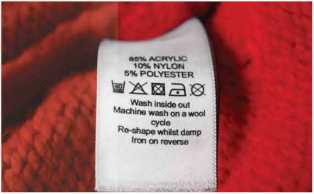 85% ACRYLIC
10% NYLON
5% POLYESTER
Wash inside out
Machine wash on a wool
cycle
Re-shape whilst damp
Iron on reverse